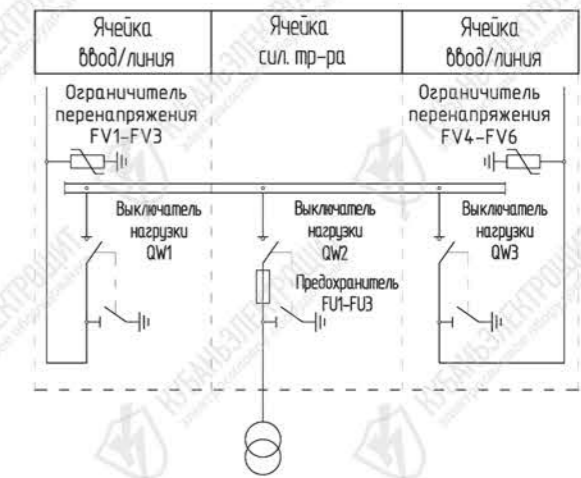 Ячейка
ввод/линия
Ячейка
сил. тр-ра
Ячейка
ввод/линия
Ограничитель
перенапряжения
FV1-FV3
Ограничитель
перенапряжения
FV4-FV6
Выключатель
нагрузки
QW1
Выключатель
нагрузки
QW2
Выключатель
нагрузки
QW3
Предохранитель
FU1-FU3
КУБАНЬЭЛЕКТРОЩИТ